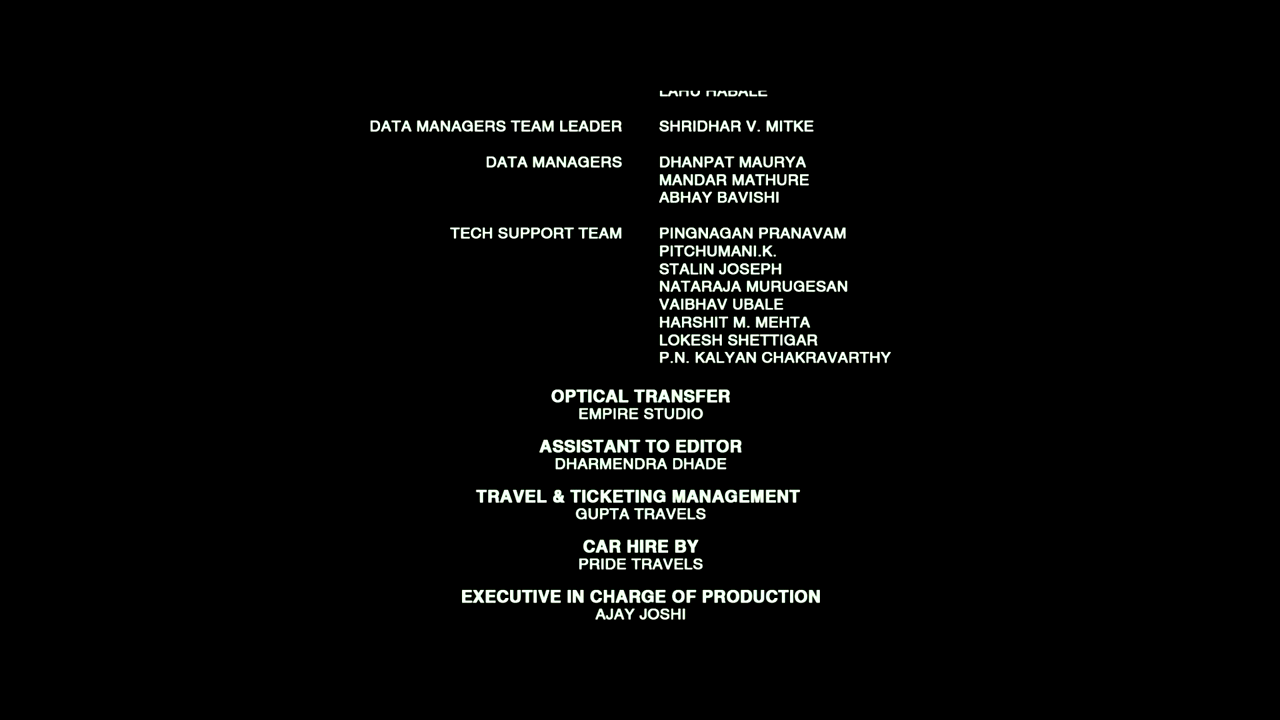 LAHU HABALE
DATA MANAGERS TEAM LEADER SHRIDHAR V. MITKE
DATA MANAGERS DHANPAT MAURYA
MANDAR MATHURE
ABHAY BAVISHI
TECH SUPPORT TEAM PINGNAGAN PRANAVAM
PITCHUMANI.K.
STALIN JOSEPH
NATARAJA MURUGESAN
VAIBHAV UBALE
HARSHIT M. MEHTA
LOKESH SHETTIGAR
P.N. KALYAN CHAKRAVARTHY
OPTICAL TRANSFER
EMPIRE STUDIO
ASSISTANT TO EDITOR
DHARMENDRA DHADE
TRAVEL & TICKETING MANAGEMENT
GUPTA TRAVELS
CAR HIRE BY
PRIDE TRAVELS
EXECUTIVE IN CHARGE OF PRODUCTION
AJAY JOSHI